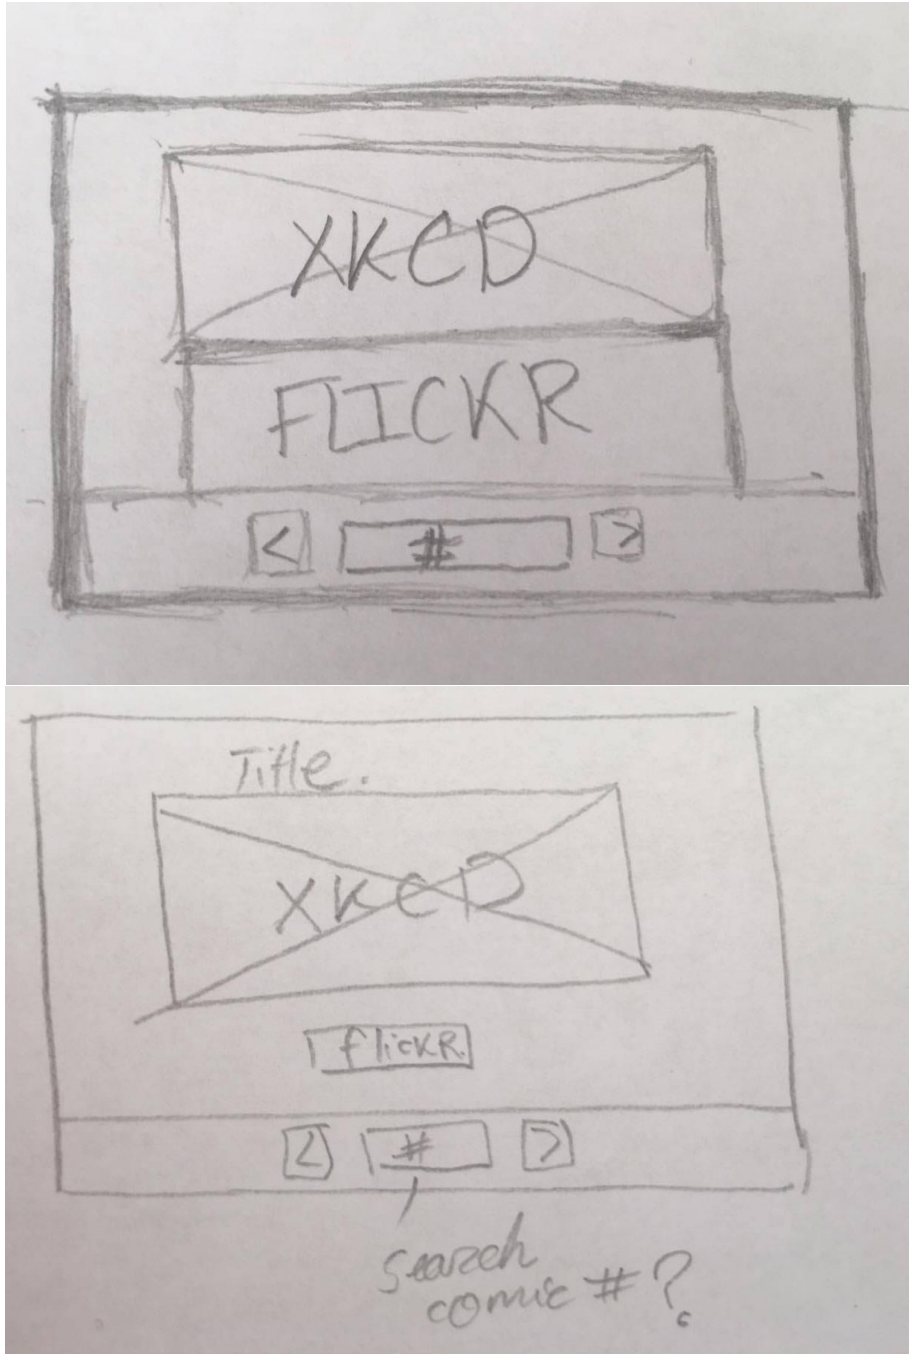 XKCD
FLICKR
< # >
Title.
XKCD
flickR.
< # >
search
comic #?